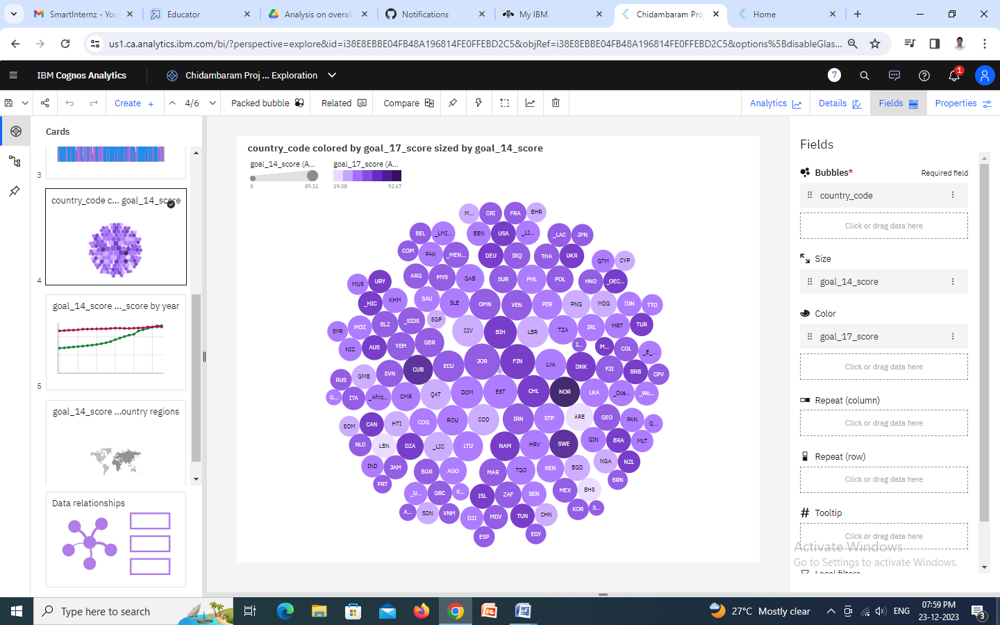 SmartInternz - You
Educator
Analysis on overall
Notifications
My IBM
Chidambaram Proj
Home
us1.ca.analytics.ibm.com/bi/?perspective=explore&id=i38E8EBBE04FB48A196814FE0FFEBD2C5&objRef=i38E8EBBE04FB48A196814FE0FFEBD2C5&options%5BdisableGlas...
IBM Cognos Analytics
Chidambaram Proj ... Exploration
7
1
Create +
4/6
Packed bubble
Related
Compare
Analytics
Details
Fields
Properties
Cards
3
country_code c... goal_14_score
4
goal_14_score ..._score by year
5
goal_14_score ...ountry regions
Data relationships
country_code colored by goal_17_score sized by goal_14_score
goal_14_score (A...
goal_17_score (A...
0
89.11
19.08
92.67
M... CRI FRA BHR
BEL _LMI... BEN USA _LI... _LAC JPN
COM PAK _MEN... DEU IRQ THA UKR GTM CYP
MUS URY ARG MYS GAB SUR PHL POL HND _OEC...
_HIC KHM SAU SLE OMN VEN PER PNG MDG IDN TTO
SYR MOZ BLZ _SIDS SGP CIV BIH LBR TZA IRL MRT TUR
NIC AUS YEM GBR I... M... COL _E_...
RUS GMB SVN CUB ECU JOR FIN LVA DNK FJI BRB CPV
G... ITA _Afric... CMR QAT DOM EST CHL NOR LKA _Oce... _Wo...
SOM CAN HTI COG ROU COD IRN STP ARE GEO PAN G...
NLD LBN DZA _LIC LTU NAM HRV SWE GIN BRA MLT
IND JAM BGR AGO MAR TGO KEN BGD NGA NZL
PRT _U... GRC K... ISL ZAF SEN MEX BHS BRN
A... SDN VNM DJI MDV TUN CHN KOR S...
ESP EGY
Fields
Bubbles*
Required field
country_code
Click or drag data here
Size
goal_14_score
Color
goal_17_score
Click or drag data here
Repeat (column)
Click or drag data here
Repeat (row)
Click or drag data here
Tooltip
Click or drag data here
Activate Windows
Go to Settings to activate Windows.
Local filters
Type here to search
27°C Mostly clear
ENG
07:59 PM
23-12-2023
3